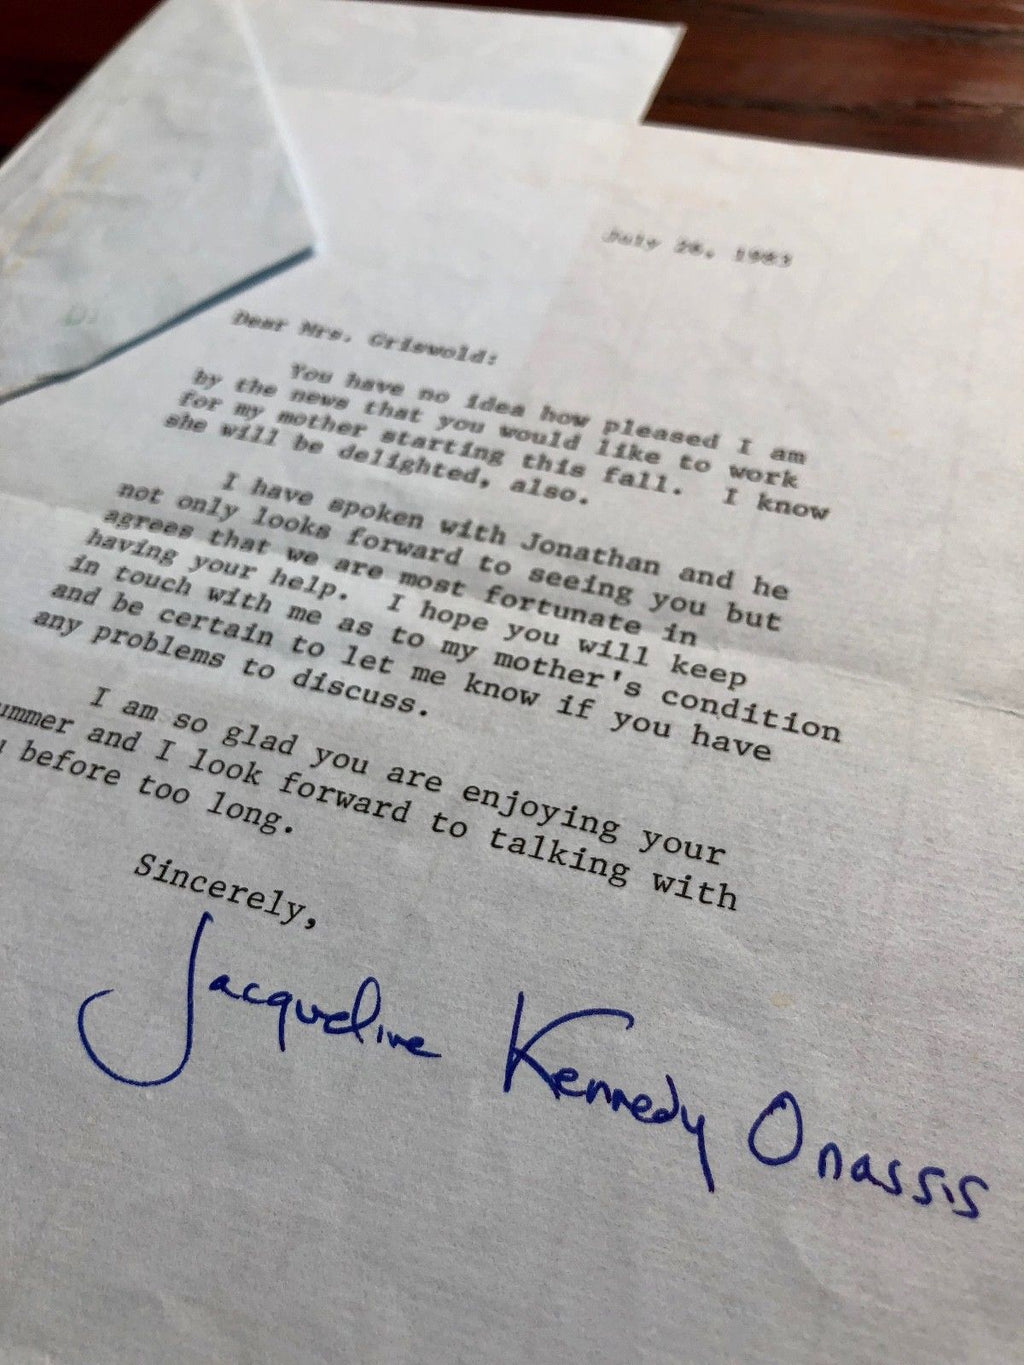 July 28, 1983
Dear Mrs. Griswold:
You have no idea how pleased I am
by the news that you would like to work
for my mother starting this fall. I know
she will be delighted, also.
I have spoken with Jonathan and he
not only looks forward to seeing you but
agrees that we are most fortunate in
having your help. I hope you will keep
in touch with me as to my mother's condition
and be certain to let me know if you have
any problems to discuss.
I am so glad you are enjoying your
ummer and I look forward to talking with
before too long.
Sincerely,
Jacqueline Kennedy Onassis